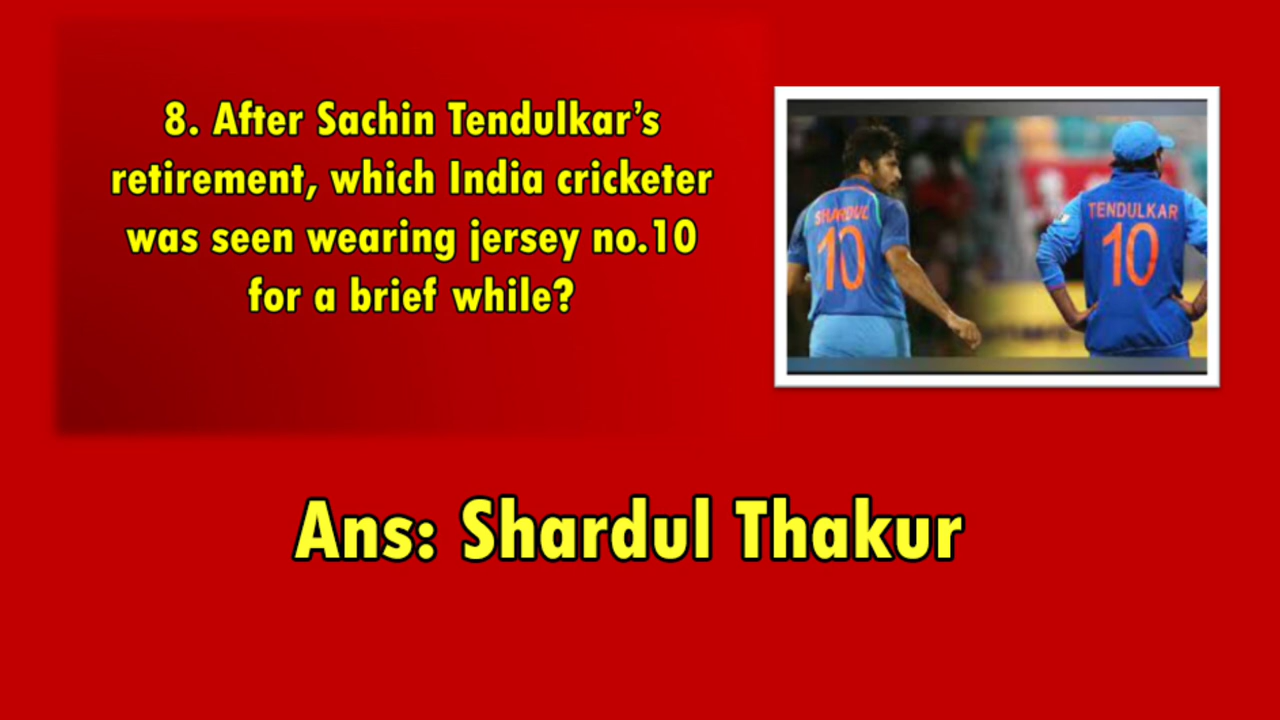 8. After Sachin Tendulkar’s
retirement, which India cricketer
was seen wearing jersey no.10
for a brief while?
SHARDUL
10
TENDULKAR
10
Ans: Shardul Thakur